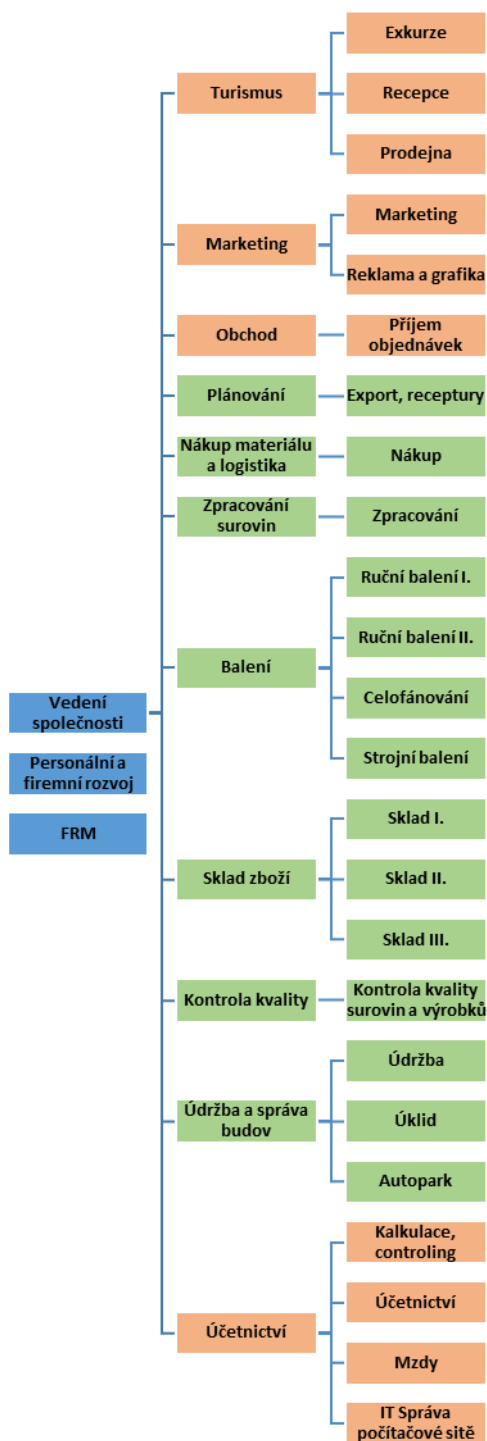 Vedení
společnosti
Personální a
firemní rozvoj
FRM
Turismus
Exkurze
Recepce
Prodejna
Marketing
Marketing
Reklama a grafika
Obchod
Příjem
objednávek
Plánování
Export, receptury
Nákup materiálu
a logistika
Nákup
Zpracování
surovin
Zpracování
Balení
Ruční balení I.
Ruční balení II.
Celofánování
Strojní balení
Sklad zboží
Sklad I.
Sklad II.
Sklad III.
Kontrola kvality
Kontrola kvality
surovin a výrobků
Údržba a správa
budov
Údržba
Úklid
Autopark
Účetnictví
Kalkulace,
controling
Účetnictví
Mzdy
IT Správa
počítačové sítě